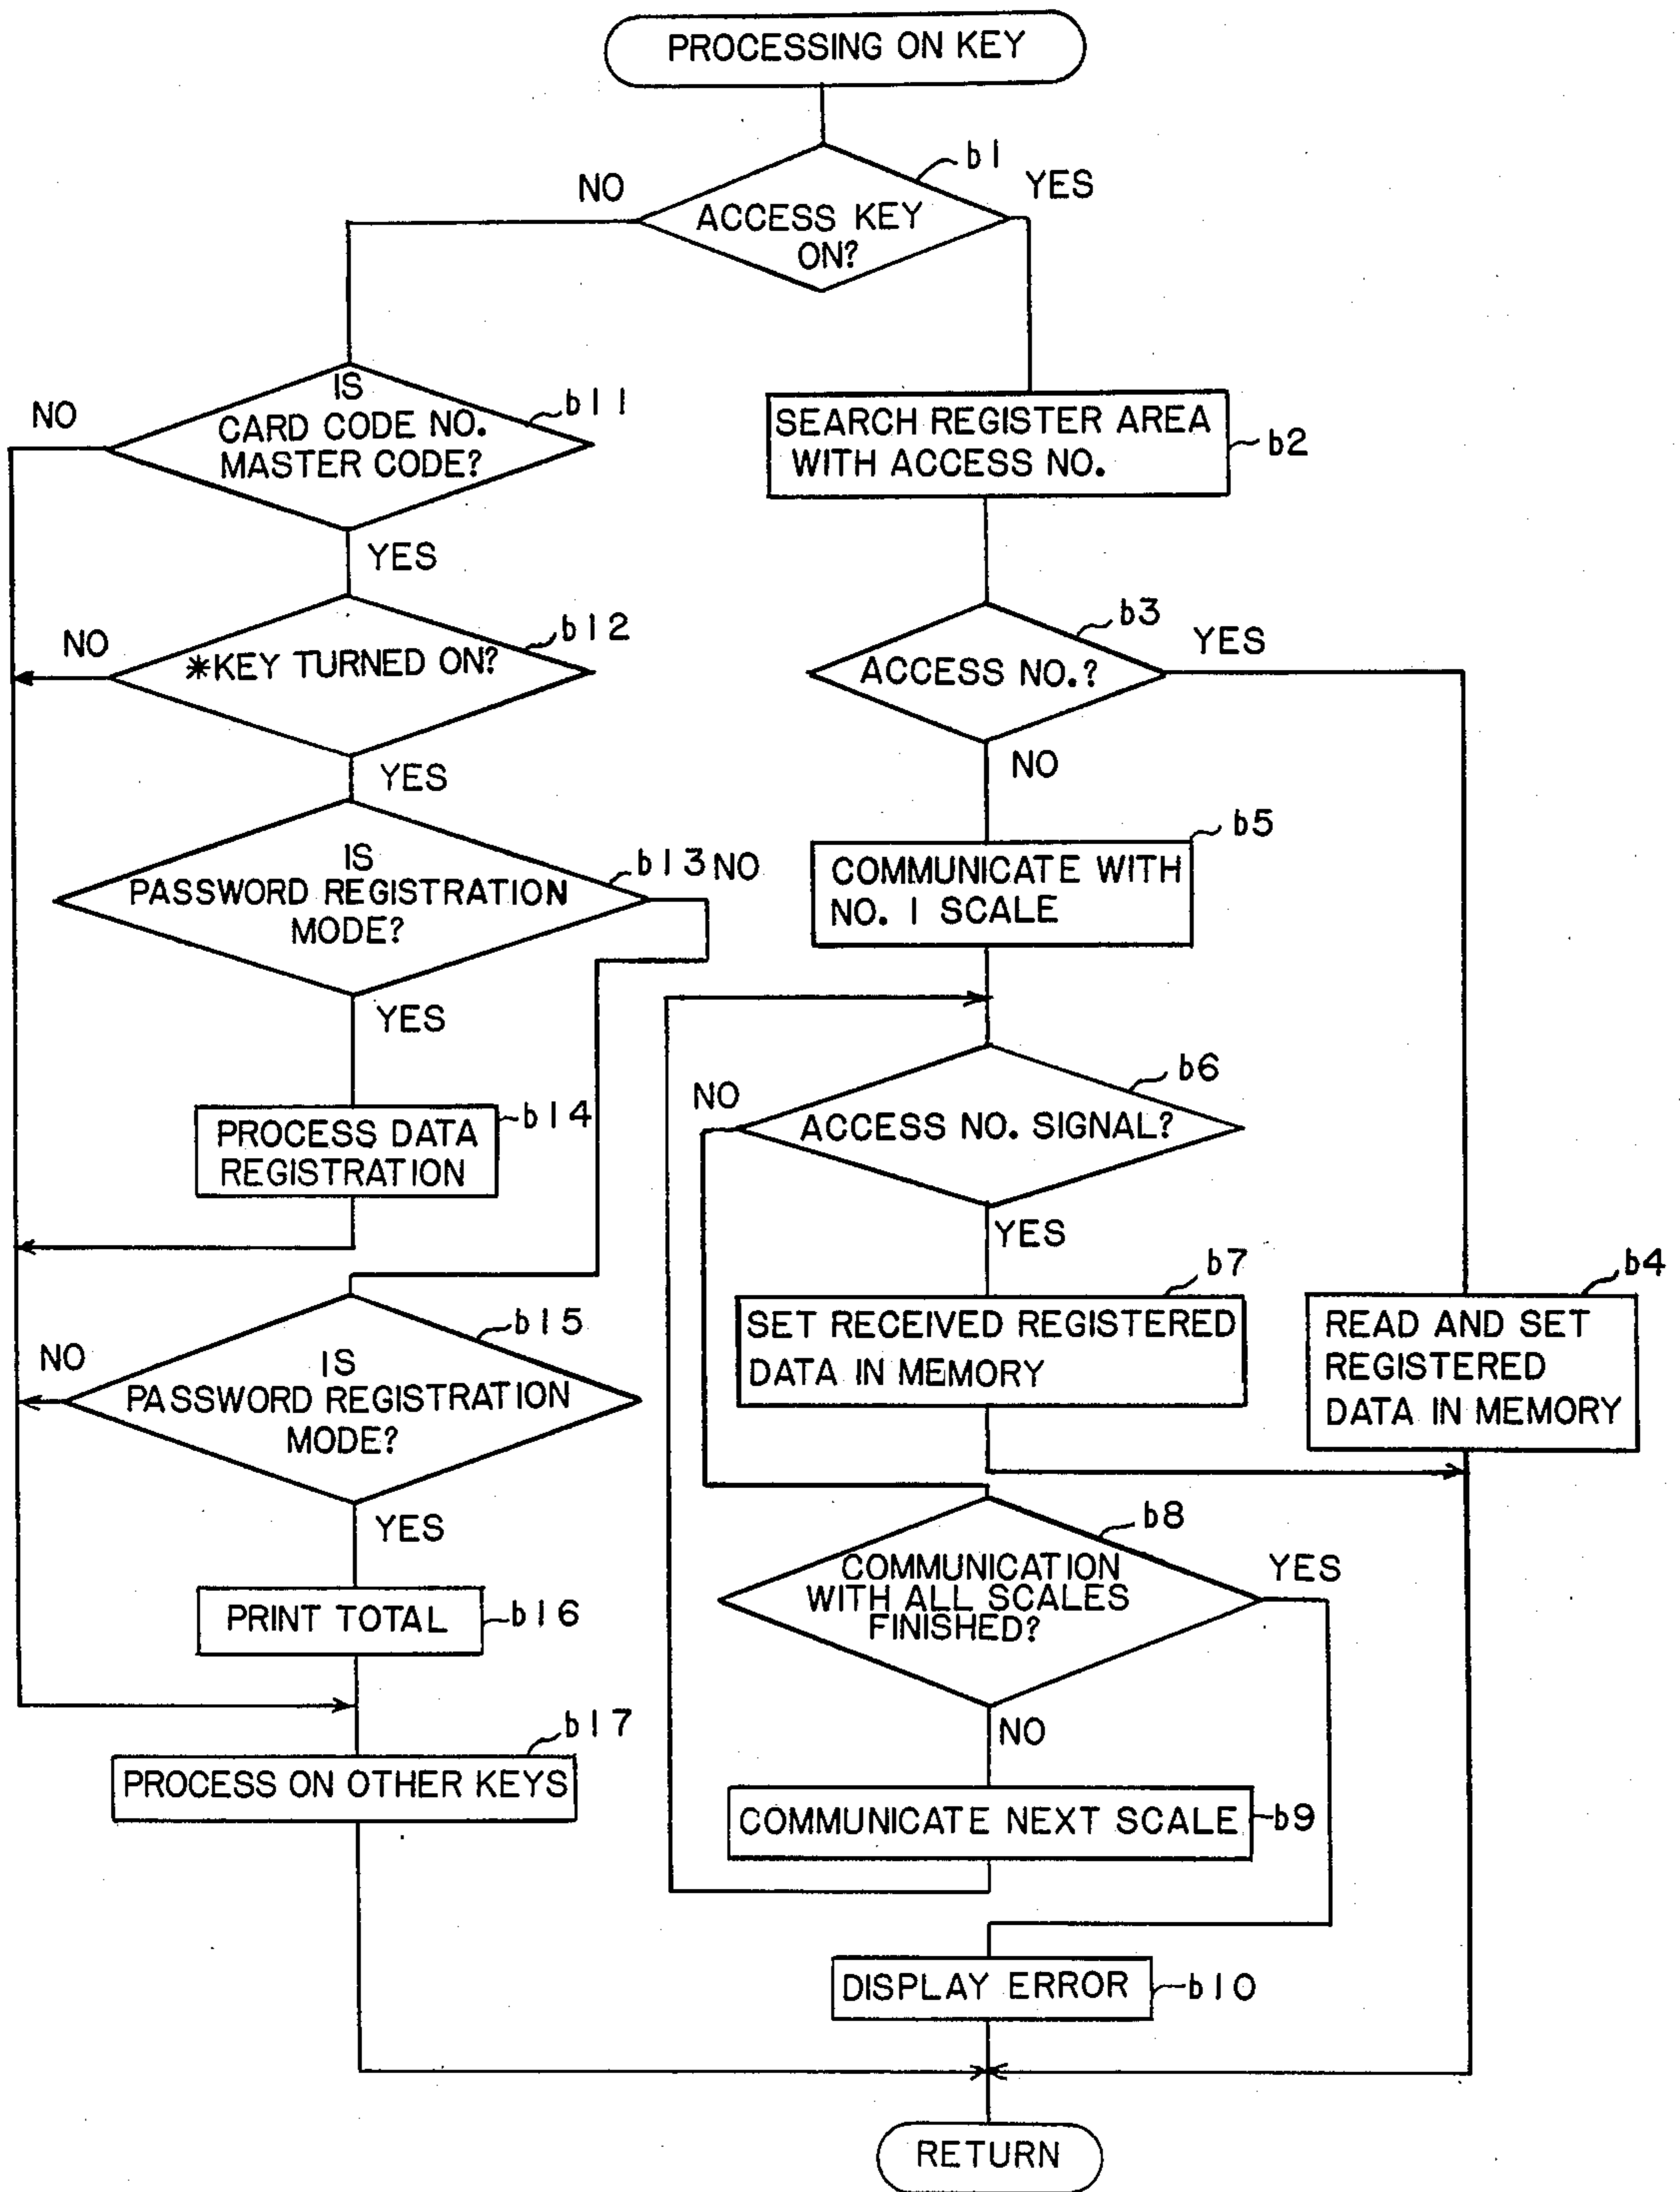 PROCESSING ON KEY
b1
NO
YES
ACCESS KEY
ON?
IS
CARD CODE NO.
MASTER CODE?
b11
NO
YES
SEARCH REGISTER AREA
WITH ACCESS NO.
b2
*KEY TURNED ON?
b12
NO
YES
ACCESS NO.?
b3
YES
NO
IS
PASSWORD REGISTRATION
MODE?
b13 NO
YES
COMMUNICATE WITH
NO. 1 SCALE
b5
PROCESS DATA
REGISTRATION
b14
ACCESS NO. SIGNAL?
b6
NO
YES
SET RECEIVED REGISTERED
DATA IN MEMORY
b7
READ AND SET
REGISTERED
DATA IN MEMORY
b4
IS
PASSWORD REGISTRATION
MODE?
b15
NO
YES
COMMUNICATION
WITH ALL SCALES
FINISHED?
b8
YES
NO
PRINT TOTAL
b16
PROCESS ON OTHER KEYS
b17
COMMUNICATE NEXT SCALE
b9
DISPLAY ERROR
b10
RETURN